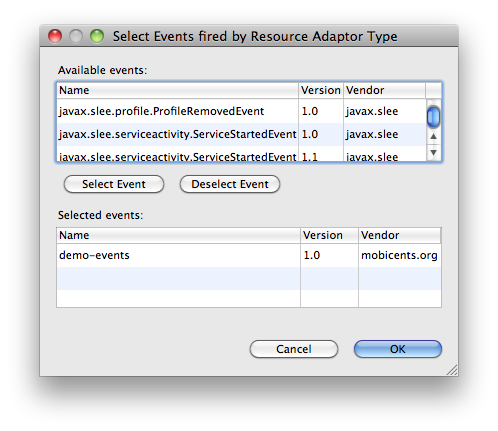 Select Events fired by Resource Adaptor Type
Available events:
Name Version Vendor
javax.slee.profile.ProfileRemovedEvent 1.0 javax.slee
javax.slee.serviceactivity.ServiceStartedEvent 1.0 javax.slee
javax.slee.serviceactivity.ServiceStartedEvent 1.1 javax.slee
Select Event Deselect Event
Selected events:
Name Version Vendor
demo-events 1.0 mobicents.org
Cancel OK